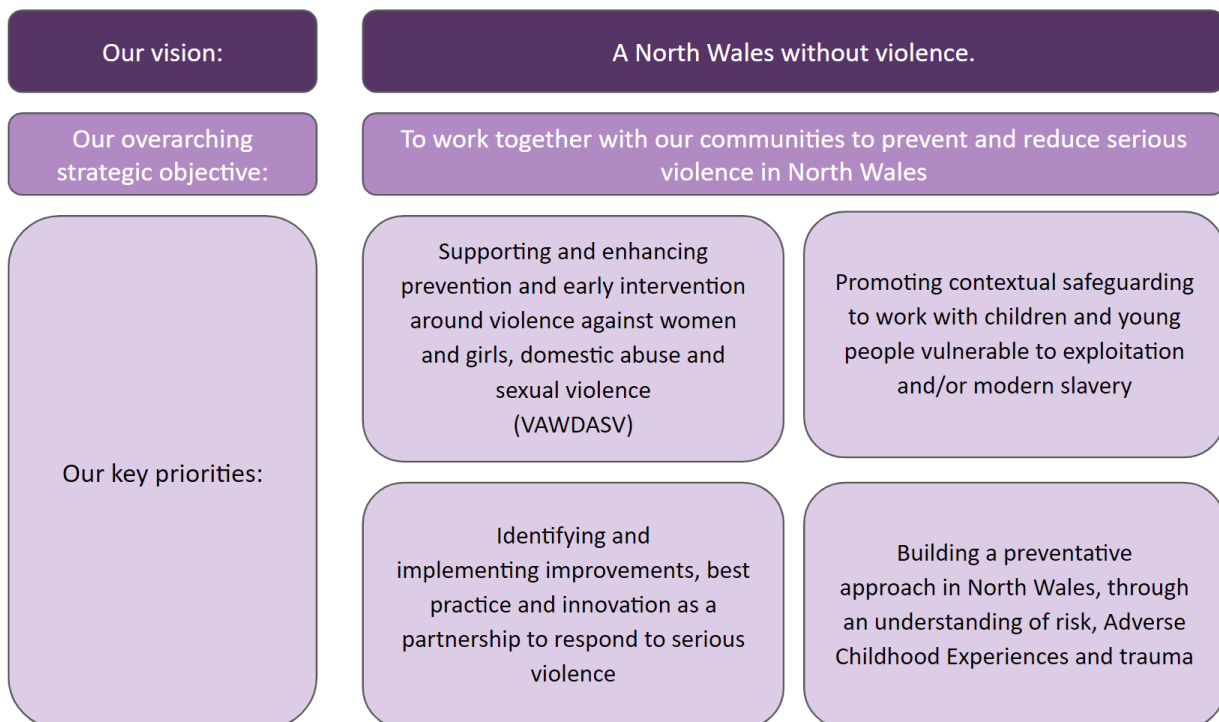 Our vision:
A North Wales without violence.
Our overarching
strategic objective:
To work together with our communities to prevent and reduce serious
violence in North Wales
Our key priorities:
Supporting and enhancing
prevention and early intervention
around violence against women
and girls, domestic abuse and
sexual violence
(VAWDASV)
Promoting contextual safeguarding
to work with children and young
people vulnerable to exploitation
and/or modern slavery
Identifying and
implementing improvements, best
practice and innovation as a
partnership to respond to serious
violence
Building a preventative
approach in North Wales, through
an understanding of risk, Adverse
Childhood Experiences and trauma